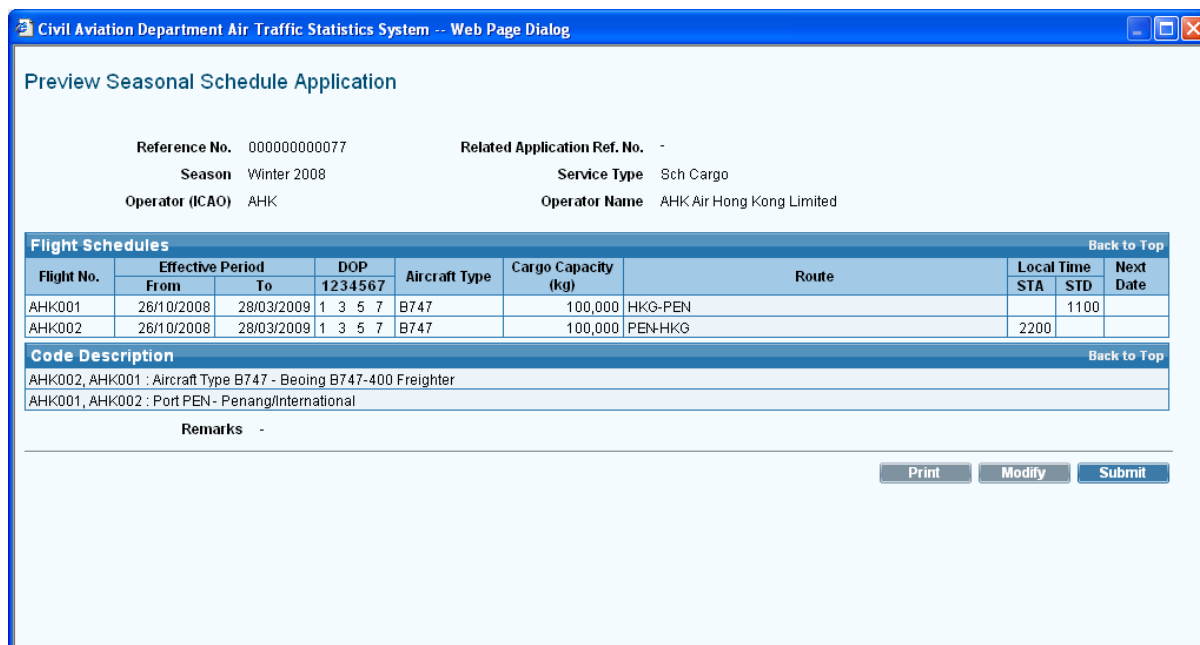 Civil Aviation Department Air Traffic Statistics System -- Web Page Dialog
Preview Seasonal Schedule Application
Reference No. 000000000077 Related Application Ref. No. -
Season Winter 2008 Service Type Sch Cargo
Operator (ICAO) AHK Operator Name AHK Air Hong Kong Limited
Flight Schedules Back to Top
Flight No. Effective Period DOP Aircraft Type Cargo Capacity (kg) Route Local Time Next Date
From To 1234567 STA STD
AHK001 26/10/2008 28/03/2009 1 3 5 7 B747 100,000 HKG-PEN 1100
AHK002 26/10/2008 28/03/2009 1 3 5 7 B747 100,000 PEN-HKG 2200
Code Description Back to Top
AHK002, AHK001 : Aircraft Type B747 - Beoing B747-400 Freighter
AHK001, AHK002 : Port PEN - Penang/International
Remarks -
Print Modify Submit